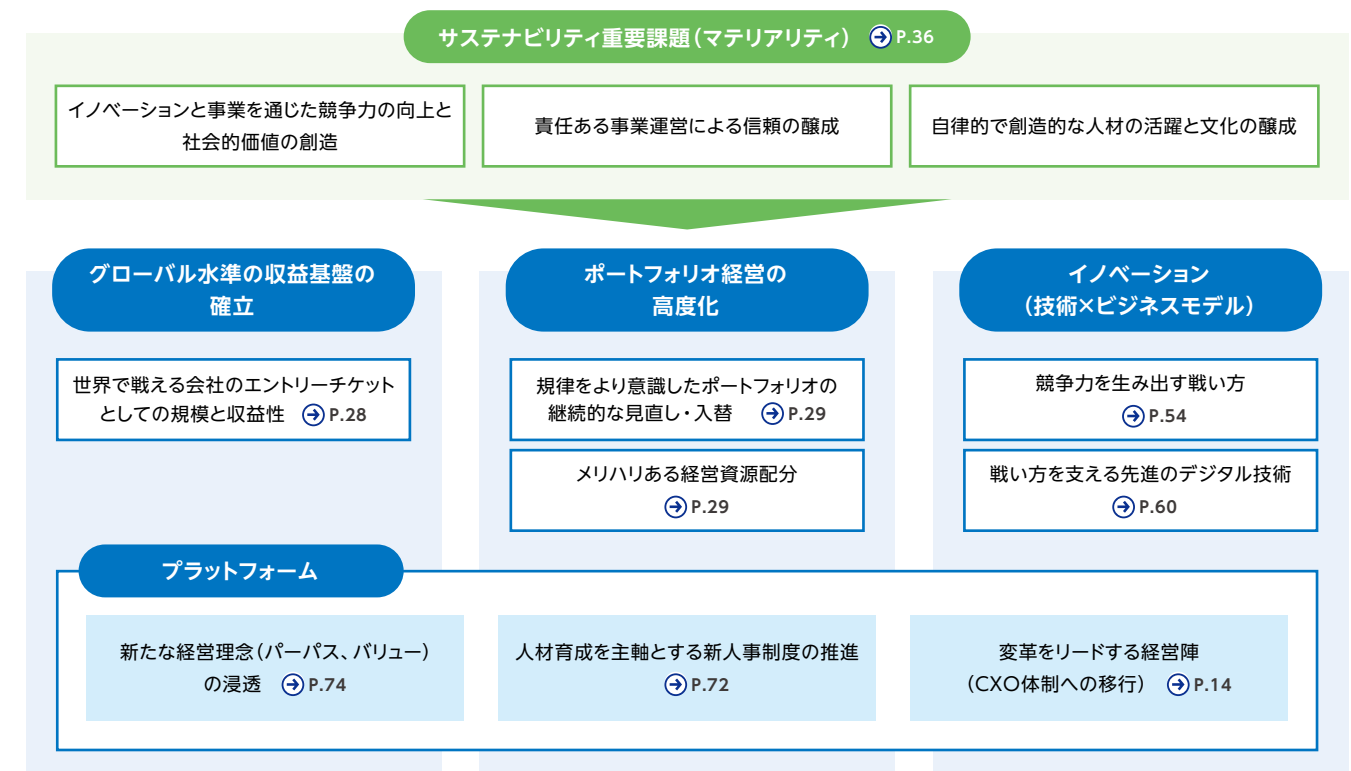 サステナビリティ重要課題(マテリアリティ) P.36
イノベーションと事業を通じた競争力の向上と
社会的価値の創造
責任ある事業運営による信頼の醸成
自律的で創造的な人材の活躍と文化の醸成
グローバル水準の収益基盤の
確立
世界で戦える会社のエントリーチケット
としての規模と収益性 P.28
ポートフォリオ経営の
高度化
規律をより意識したポートフォリオの
継続的な見直し・入替 P.29
メリハリある経営資源配分
P.29
イノベーション
(技術×ビジネスモデル)
競争力を生み出す戦い方
P.54
戦い方を支える先進のデジタル技術
P.60
プラットフォーム
新たな経営理念(パーパス、バリュー)
の浸透 P.74
人材育成を主軸とする新人事制度の推進
P.72
変革をリードする経営陣
(CXO体制への移行) P.14